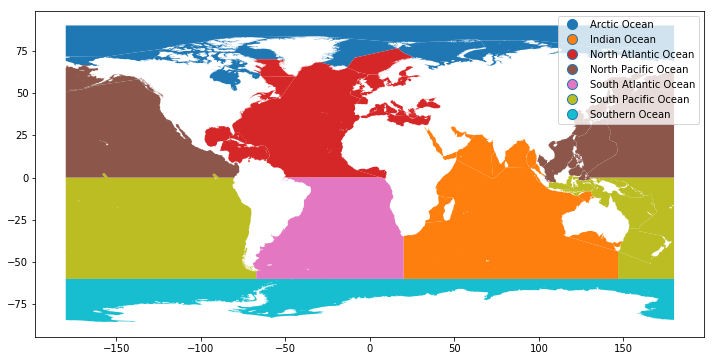 Arctic Ocean
Indian Ocean
North Atlantic Ocean
North Pacific Ocean
South Atlantic Ocean
South Pacific Ocean
Southern Ocean
75
50
25
0
−25
−50
−75
−150 −100 −50 0 50 100 150